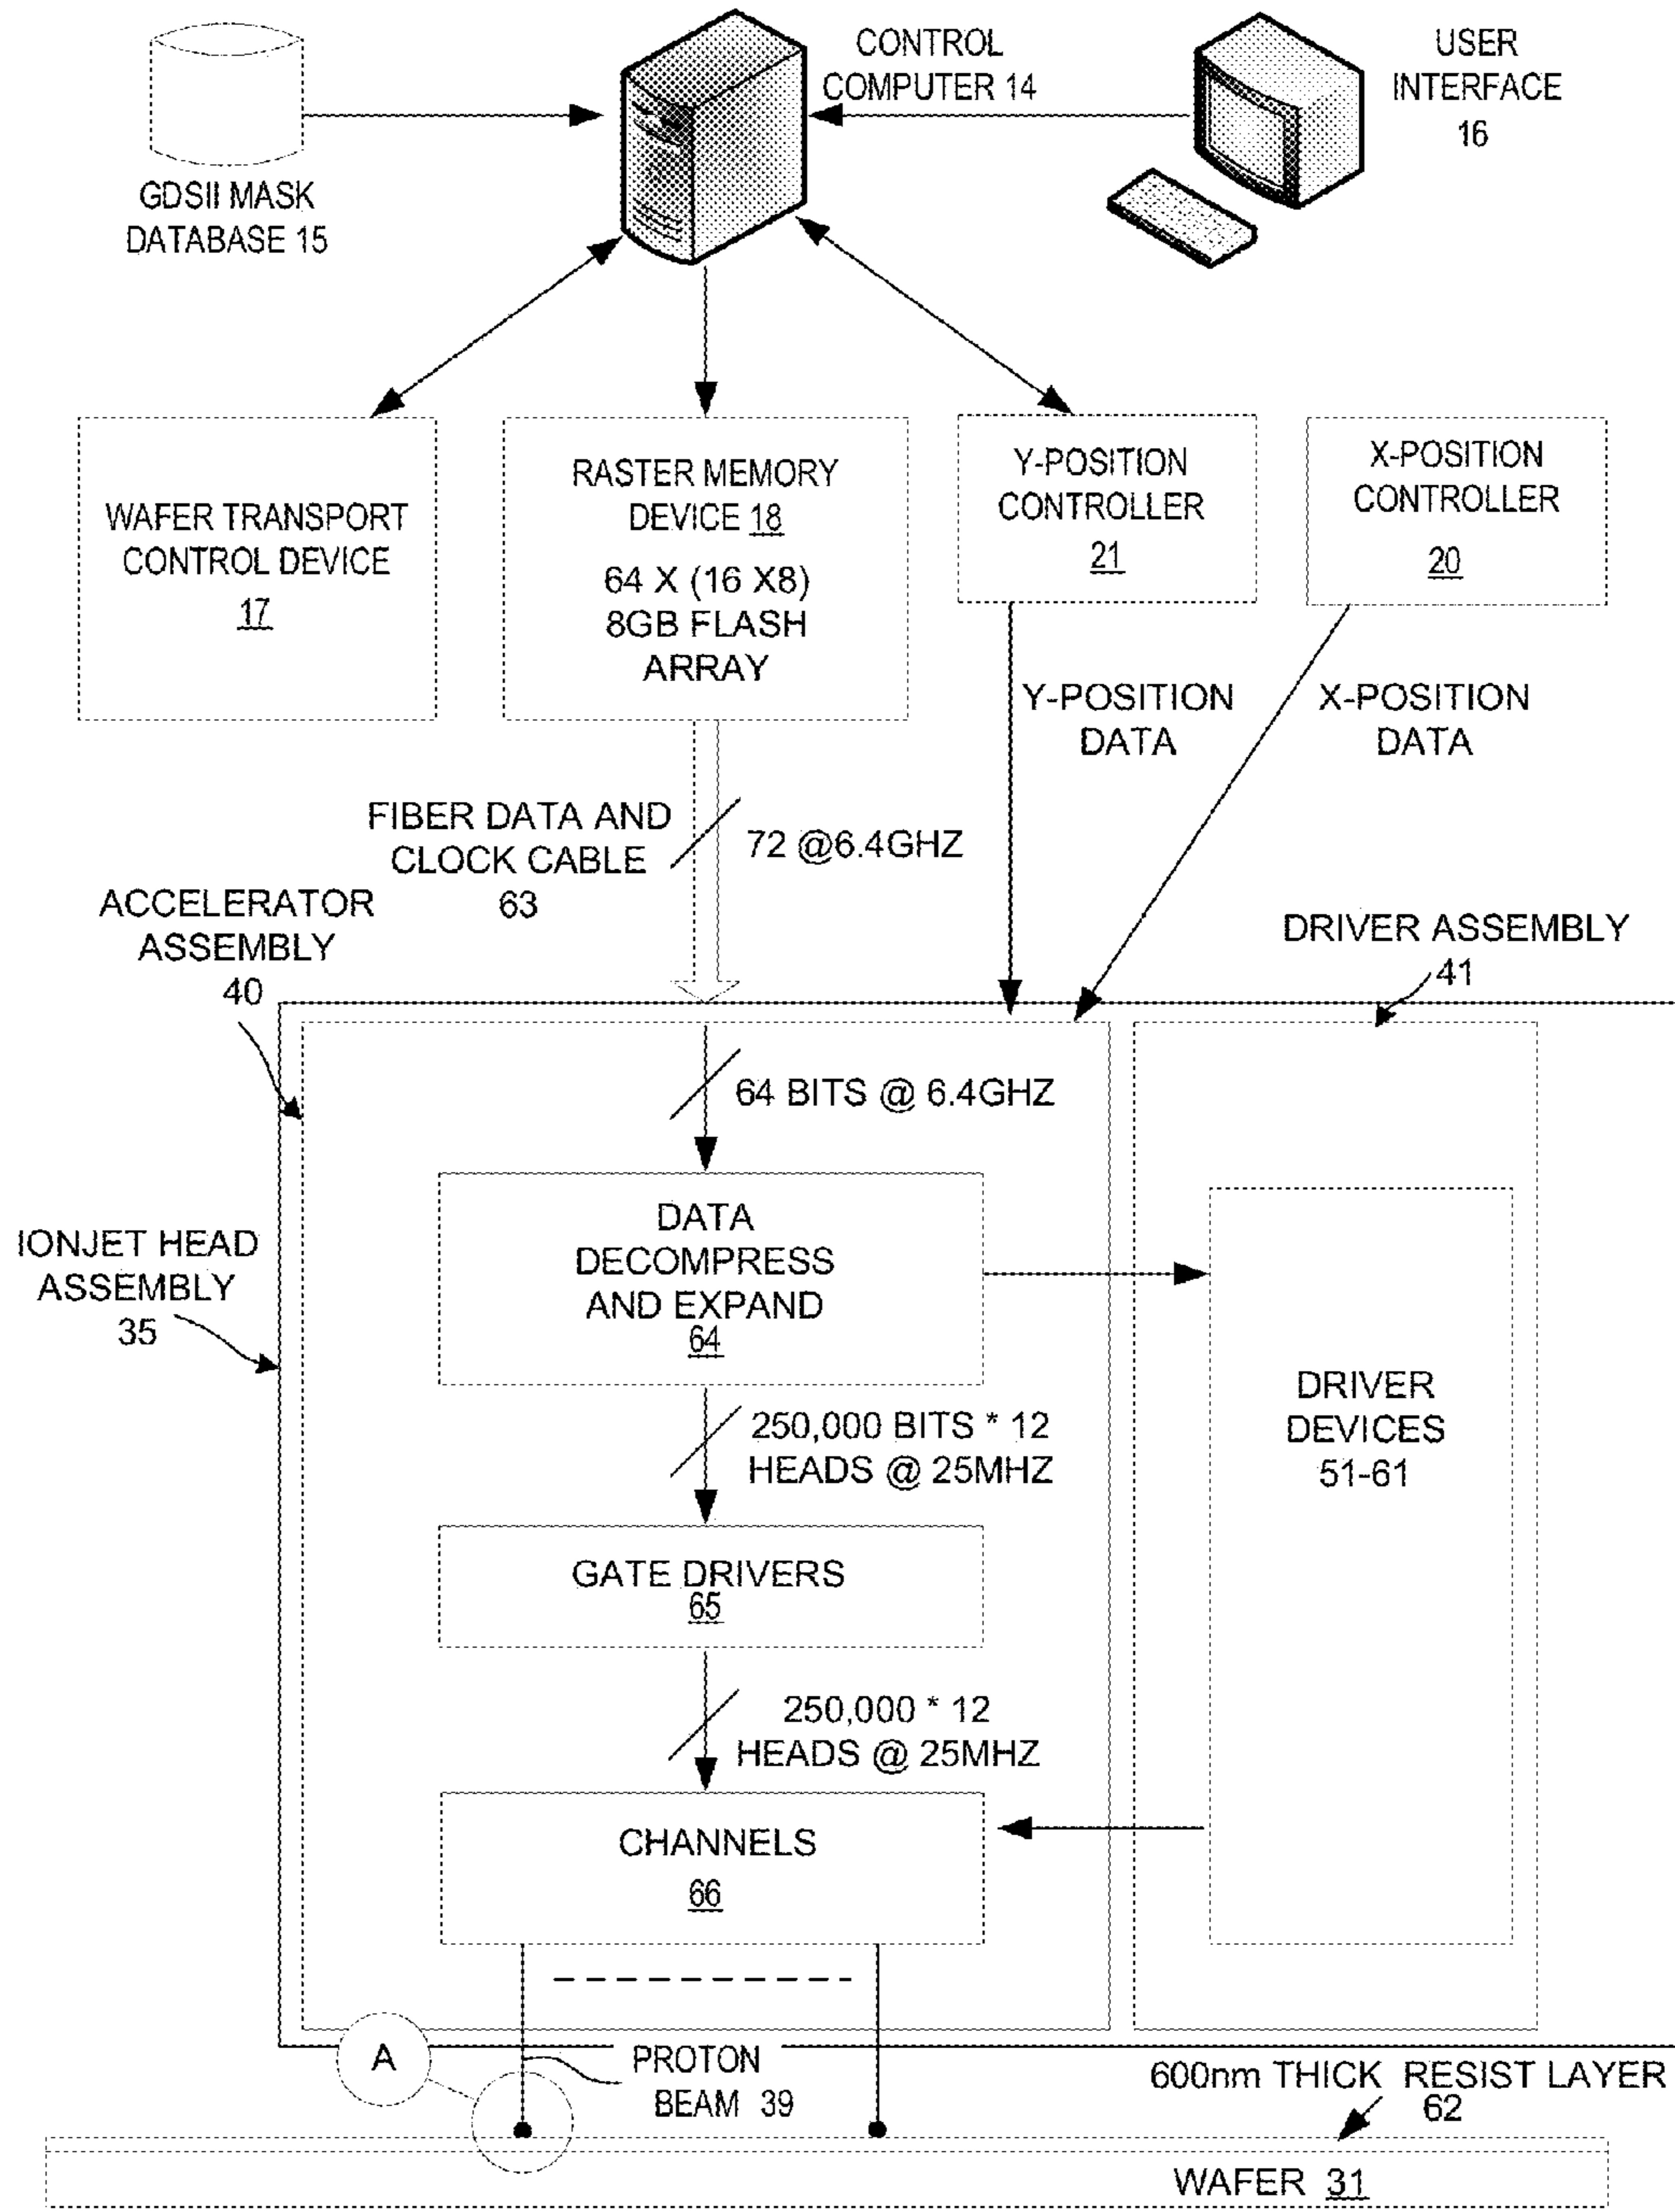 CONTROL
COMPUTER 14
USER
INTERFACE
16
GDSII MASK
DATABASE 15
WAFER TRANSPORT
CONTROL DEVICE
17
RASTER MEMORY
DEVICE 18
64 X (16 X8)
8GB FLASH
ARRAY
Y-POSITION
CONTROLLER
21
X-POSITION
CONTROLLER
20
Y-POSITION
DATA
X-POSITION
DATA
FIBER DATA AND
CLOCK CABLE
63
72 @6.4GHZ
ACCELERATOR
ASSEMBLY
40
DRIVER ASSEMBLY
41
64 BITS @ 6.4GHZ
IONJET HEAD
ASSEMBLY
35
DATA
DECOMPRESS
AND EXPAND
64
DRIVER
DEVICES
51-61
250,000 BITS * 12
HEADS @ 25MHZ
GATE DRIVERS
65
250,000 * 12
HEADS @ 25MHZ
CHANNELS
66
A
PROTON
BEAM 39
600nm THICK RESIST LAYER
62
WAFER 31